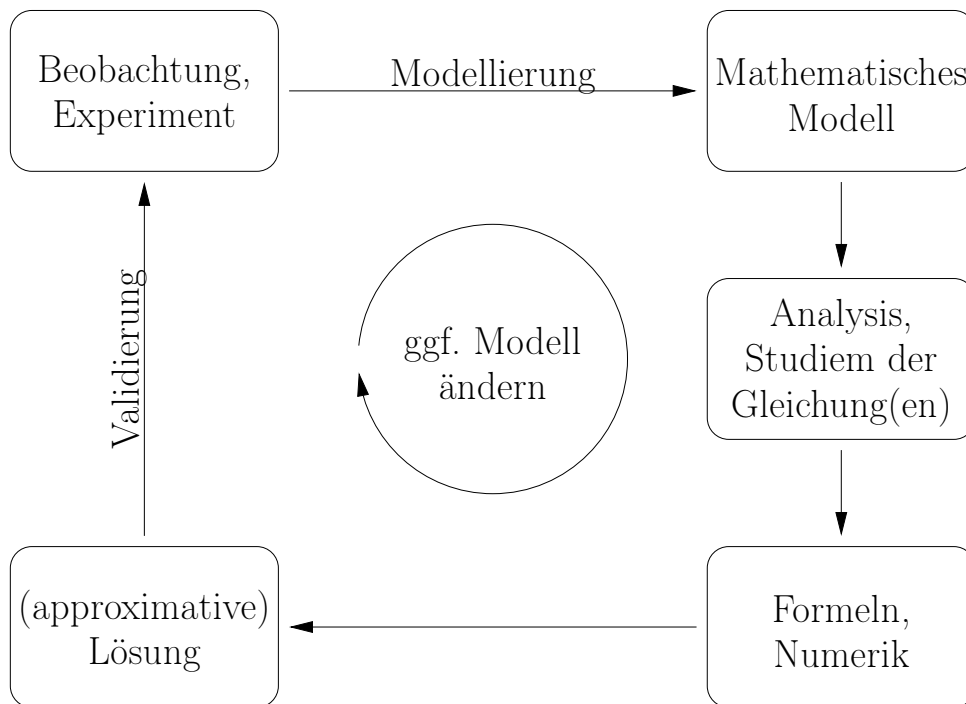 Beobachtung,
Experiment
Modellierung
Mathematisches
Modell
Analysis,
Studiem der
Gleichung(en)
Formeln,
Numerik
(approximative)
Lösung
Validierung
ggf. Modell
ändern